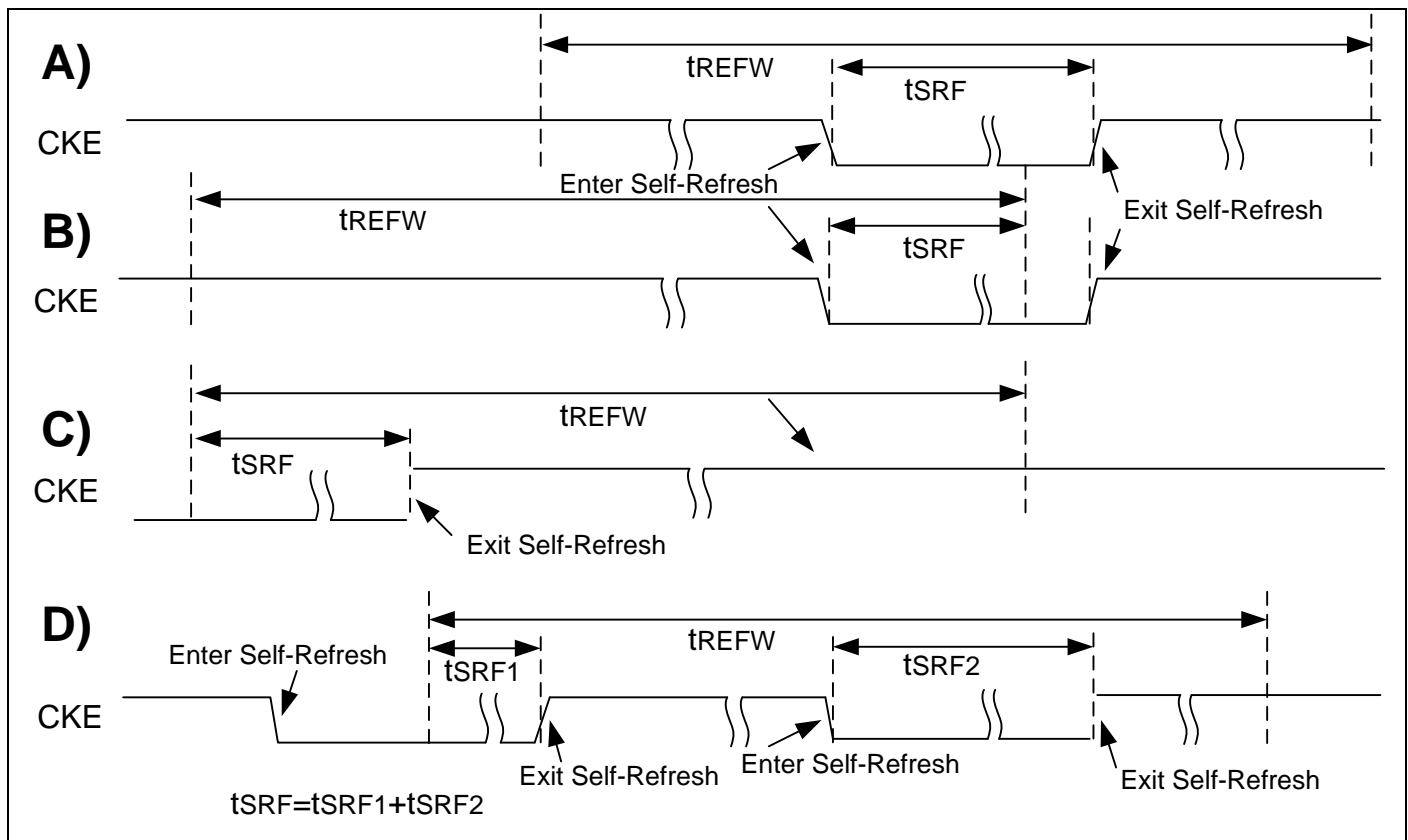 A)
tREFW
tSRF
CKE
Enter Self-Refresh
Exit Self-Refresh
B)
tREFW
tSRF
CKE
C)
tREFW
tSRF
CKE
Exit Self-Refresh
D)
tREFW
Enter Self-Refresh
tSRF1
tSRF2
CKE
Exit Self-Refresh
Enter Self-Refresh
Exit Self-Refresh
tSRF=tSRF1+tSRF2